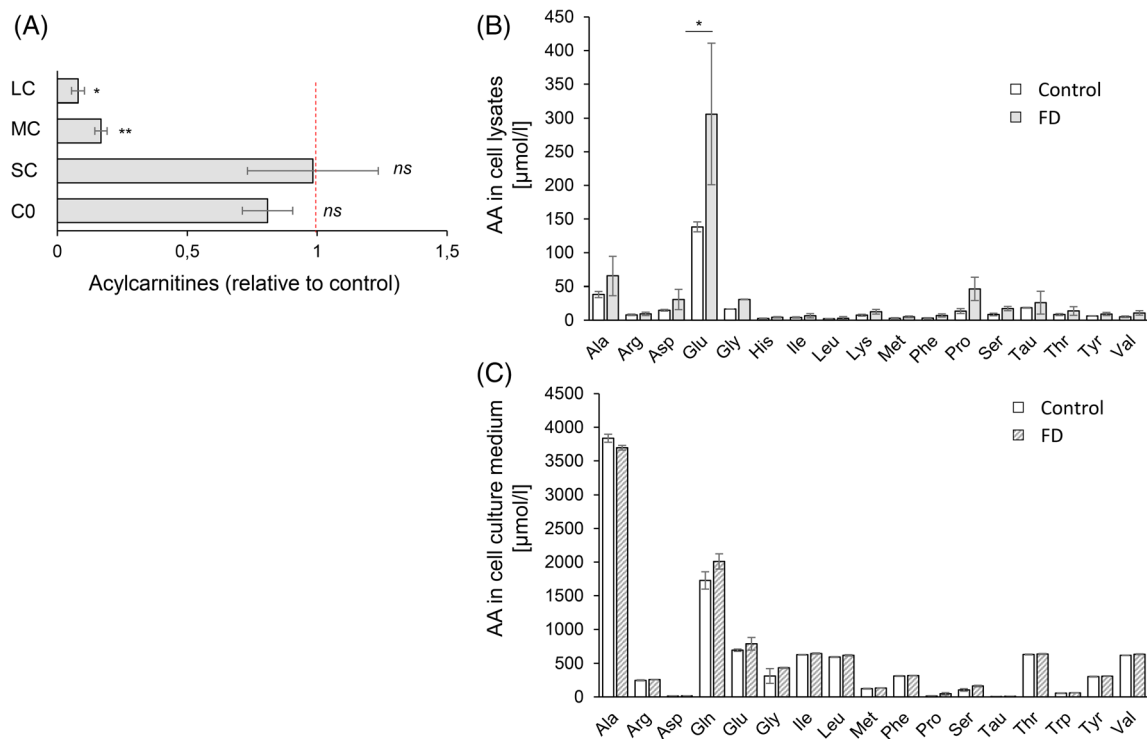 (A)
LC
*
MC
**
SC
ns
C0
ns
0
0,5
1
1,5
Acylcarnitines (relative to control)
(B)
AA in cell lysates
[µmol/l]
450
400
350
300
250
200
150
100
50
0
*
Control
FD
Ala Arg Asp Glu Gly His Ile Leu Lys Met Phe Pro Ser Tau Thr Tyr Val
(C)
AA in cell culture medium
[µmol/l]
4500
4000
3500
3000
2500
2000
1500
1000
500
0
Control
FD
Ala Arg Asp Gln Glu Gly Ile Leu Met Phe Pro Ser Tau Thr Trp Tyr Val